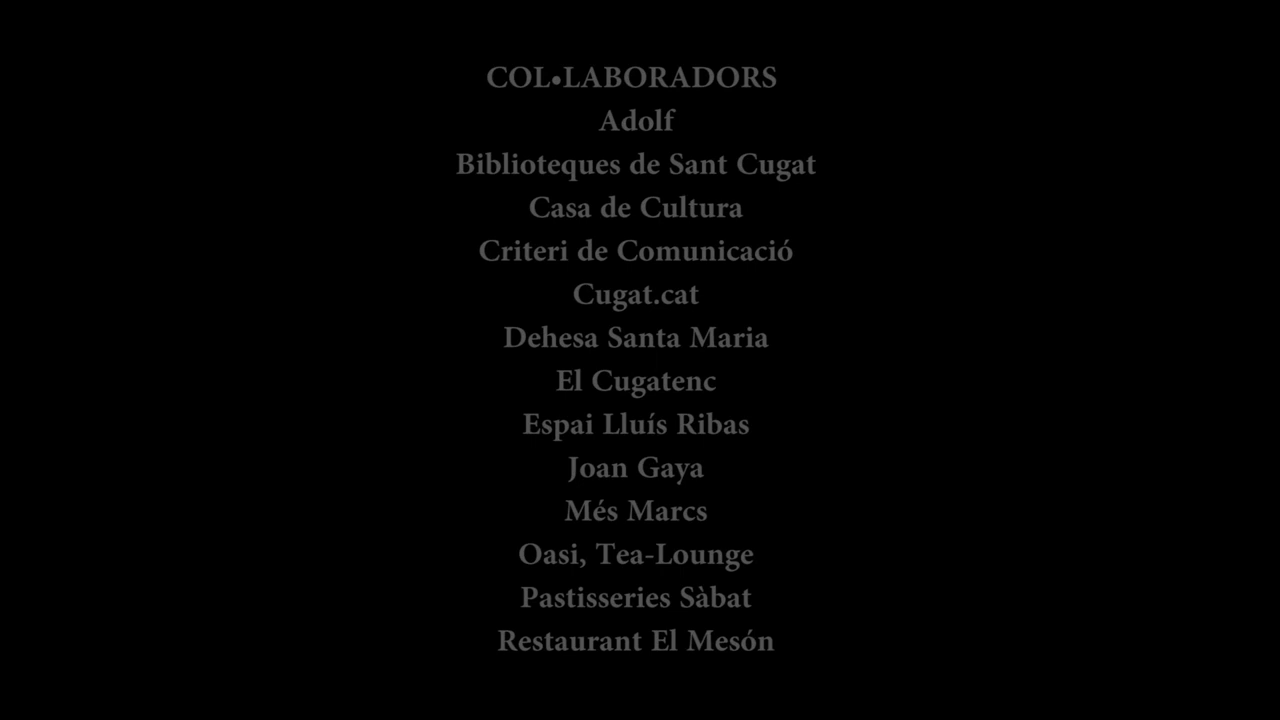 COL•LABORADORS
Adolf
Biblioteques de Sant Cugat
Casa de Cultura
Criteri de Comunicació
Cugat.cat
Dehesa Santa Maria
El Cugatenc
Espai Lluís Ribas
Joan Gaya
Més Marcs
Oasi, Tea-Lounge
Pastisseries Sàbat
Restaurant El Mesón